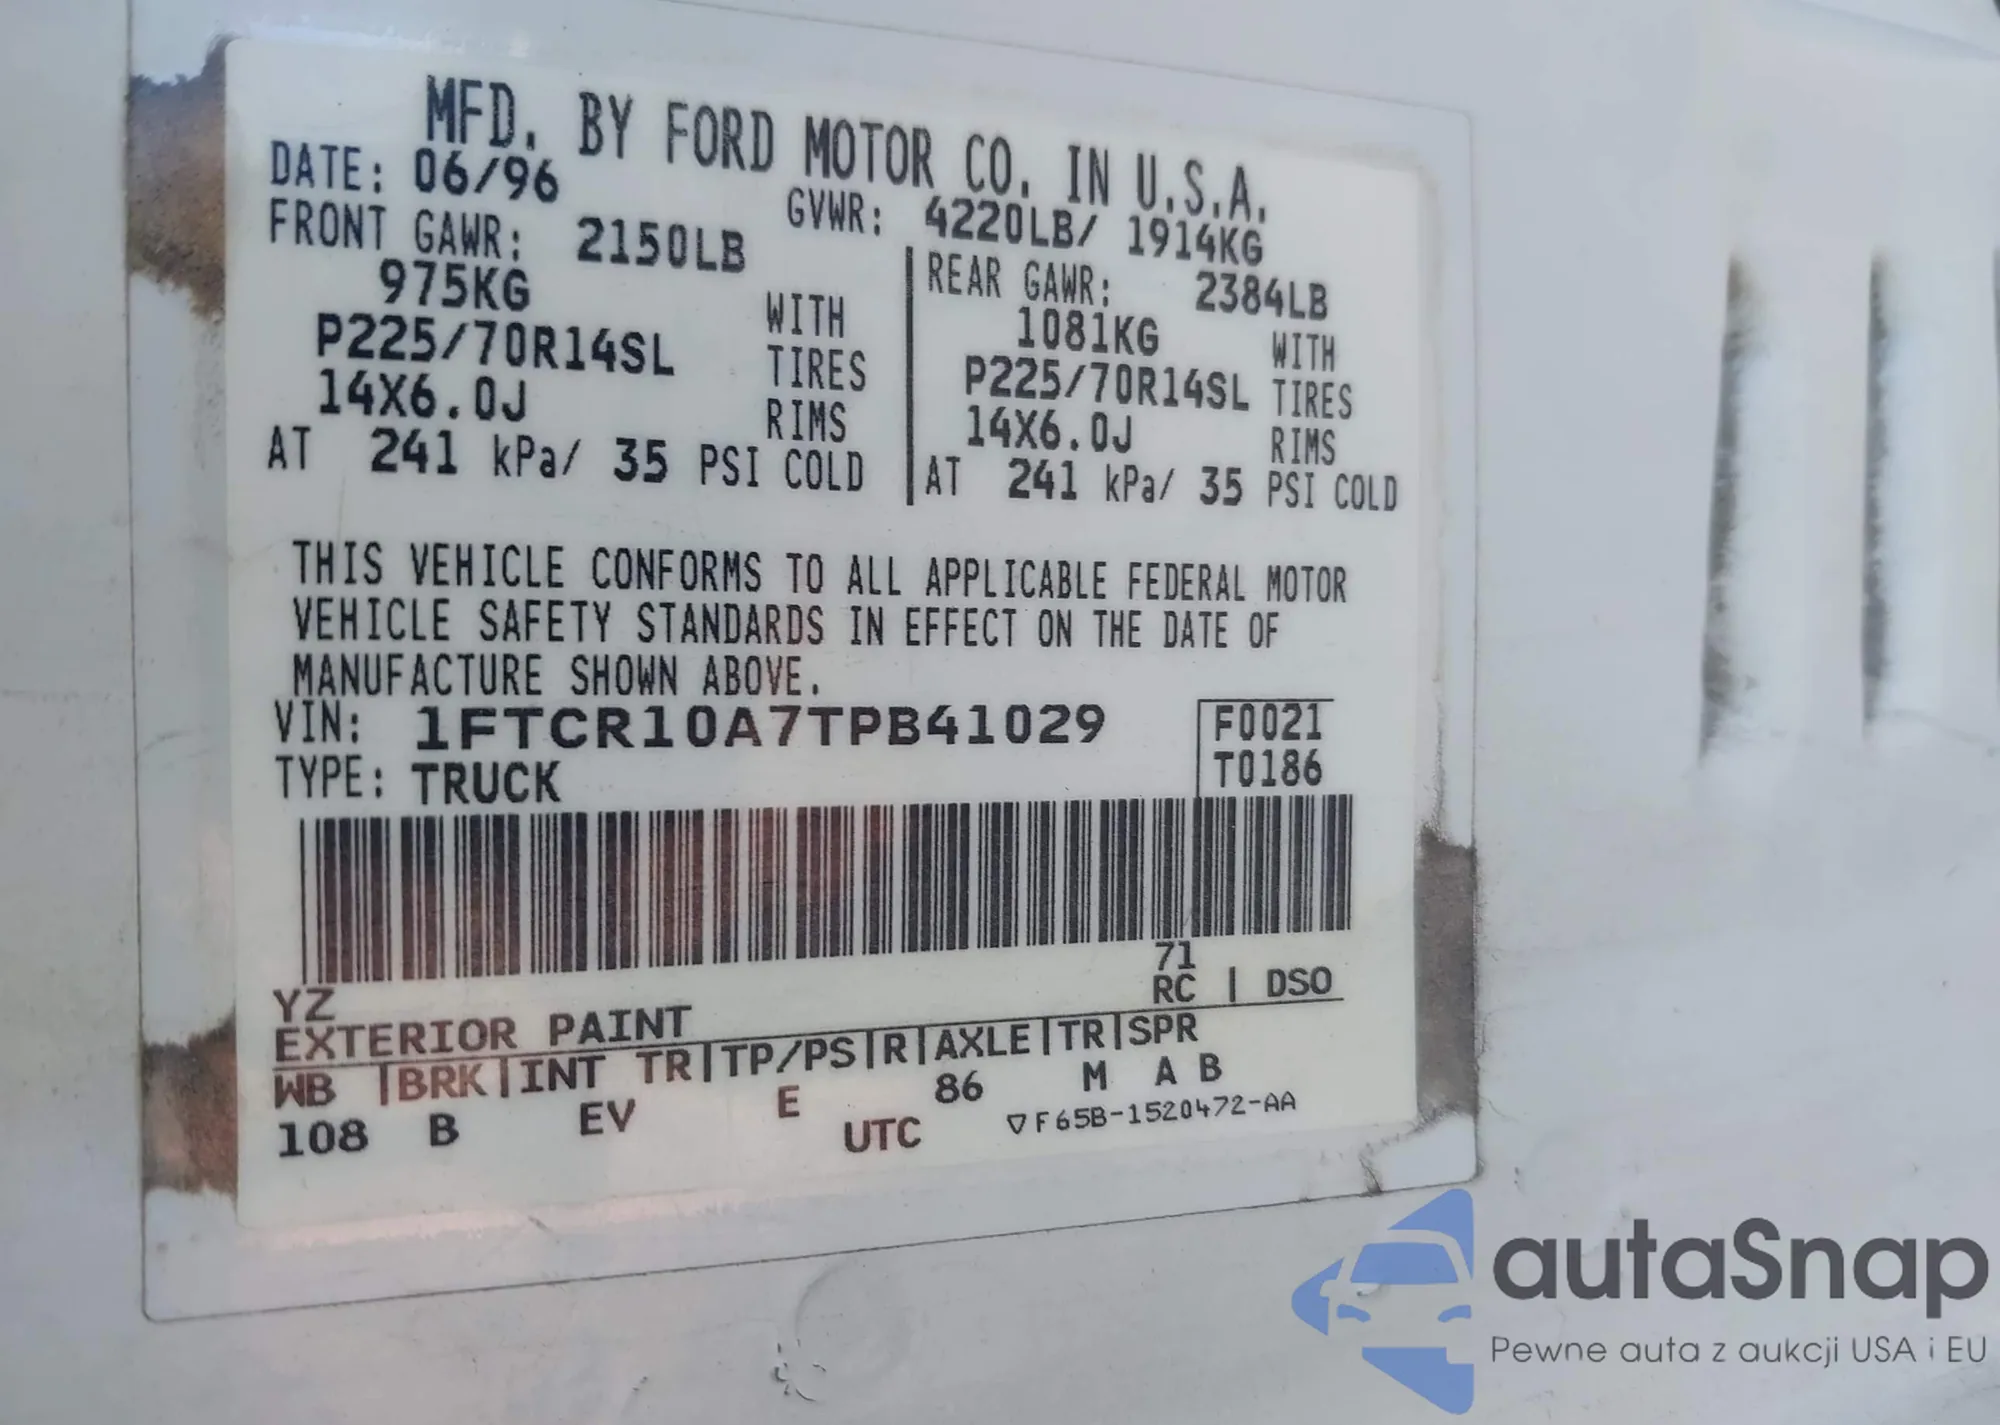 MFD. BY FORD MOTOR CO. IN U.S.A.
DATE: 06/96 GVWR: 4220LB/ 1914KG
FRONT GAWR: 2150LB REAR GAWR: 2384LB
975KG WITH 1081KG WITH
P225/70R14SL TIRES P225/70R14SL TIRES
14X6.0J RIMS 14X6.0J RIMS
AT 241 kPa/ 35 PSI COLD AT 241 kPa/ 35 PSI COLD
THIS VEHICLE CONFORMS TO ALL APPLICABLE FEDERAL MOTOR
VEHICLE SAFETY STANDARDS IN EFFECT ON THE DATE OF
MANUFACTURE SHOWN ABOVE.
VIN: 1FTCR10A7TPB41029 F0021
TYPE: TRUCK T0186
YZ 71
EXTERIOR PAINT RC | DSO
WB |BRK|INT TR|TP/PS|R|AXLE|TR|SPR
108 B EV E 86 M A B
UTC ▽F65B-1520472-AA
autaSnap
Pewne auta z aukcji USA i EU